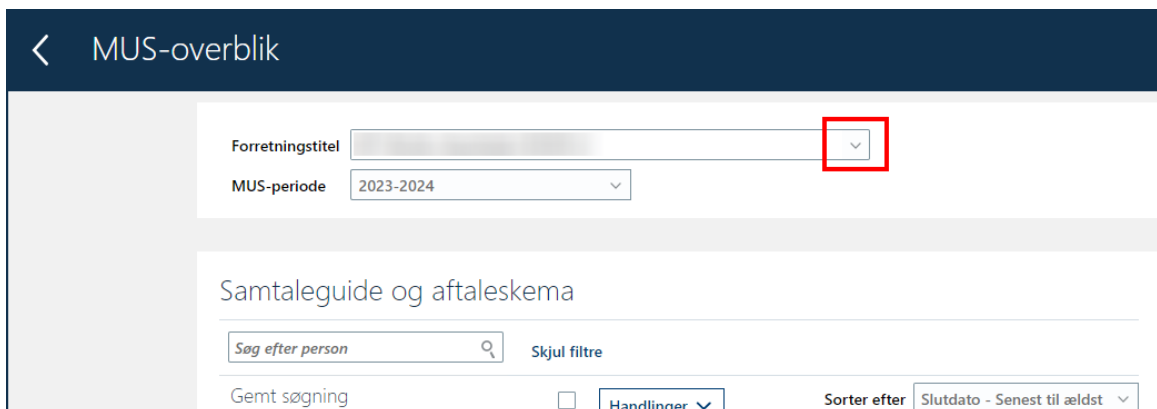 MUS-overblik
Forretningstitel
MUS-periode 2023-2024
Samtaleguide og aftaleskema
Søg efter person Skjul filtre
Gemt søgning Handlinger Sorter efter Slutdato - Senest til ældst